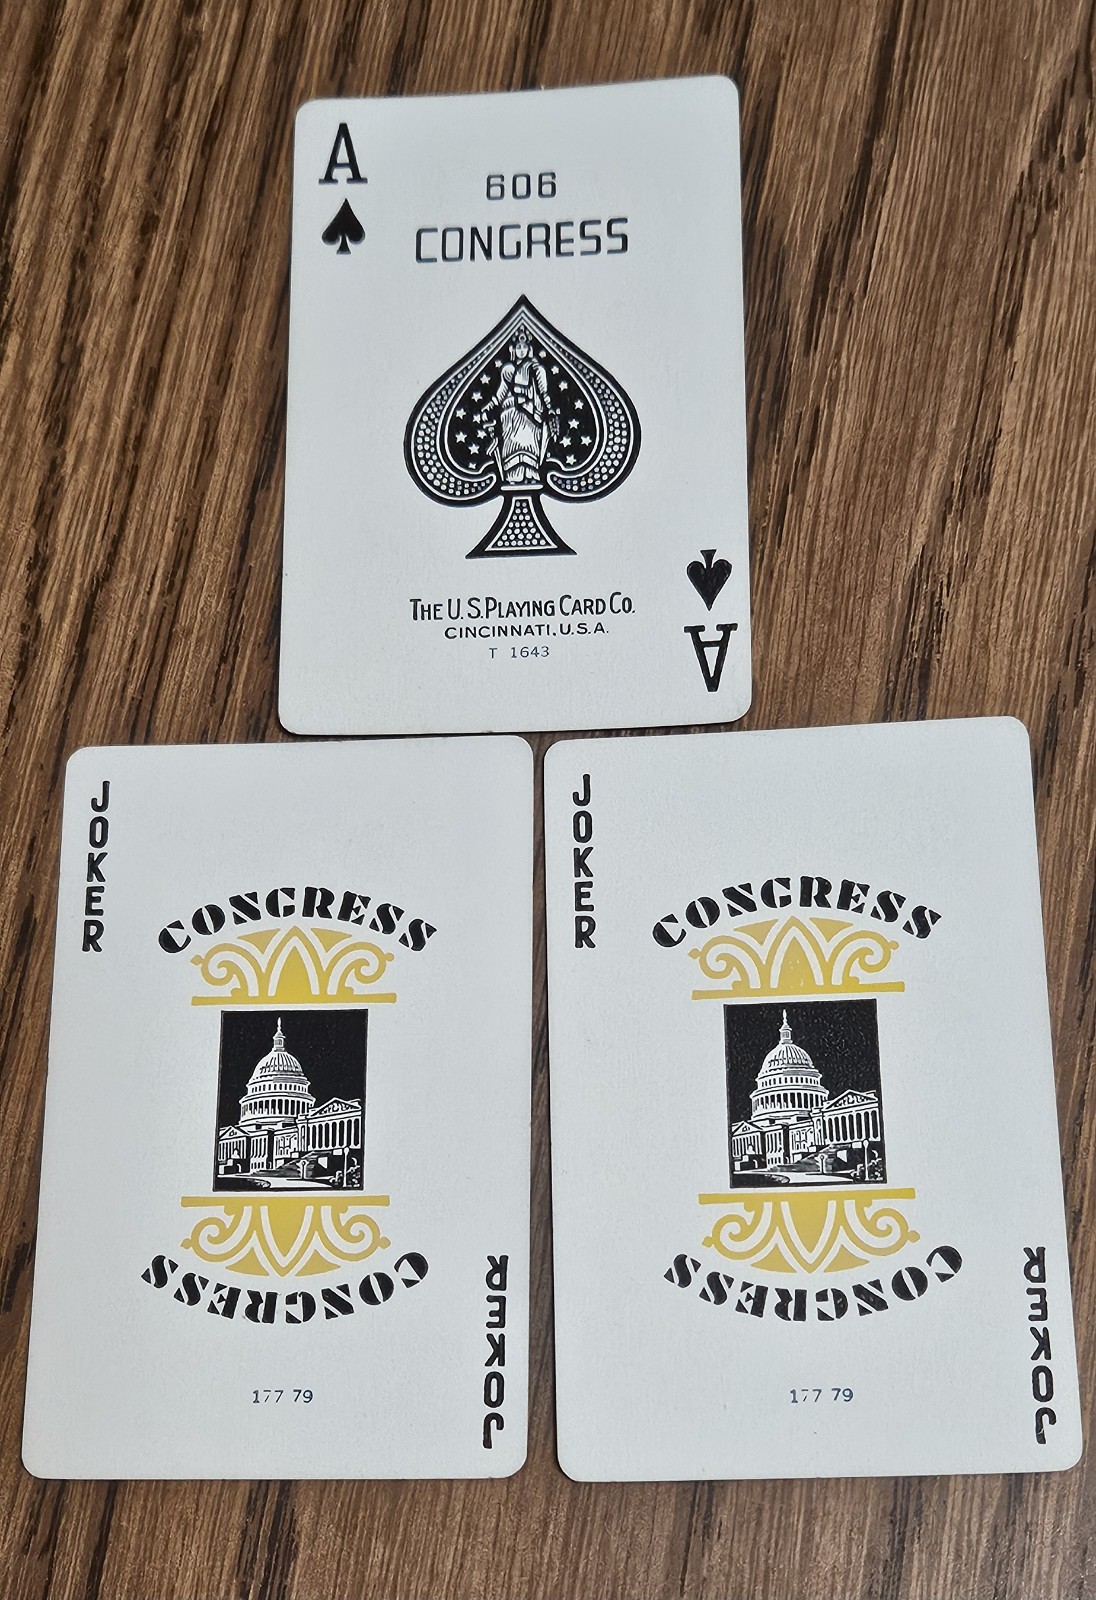 A
606
CONGRESS
THE U.S. PLAYING CARD CO.
CINCINNATI, U.S.A.
T 1643
A
JOKER
CONGRESS
CONGRESS
177 79
JOKER
JOKER
CONGRESS
CONGRESS
177 79
JOKER